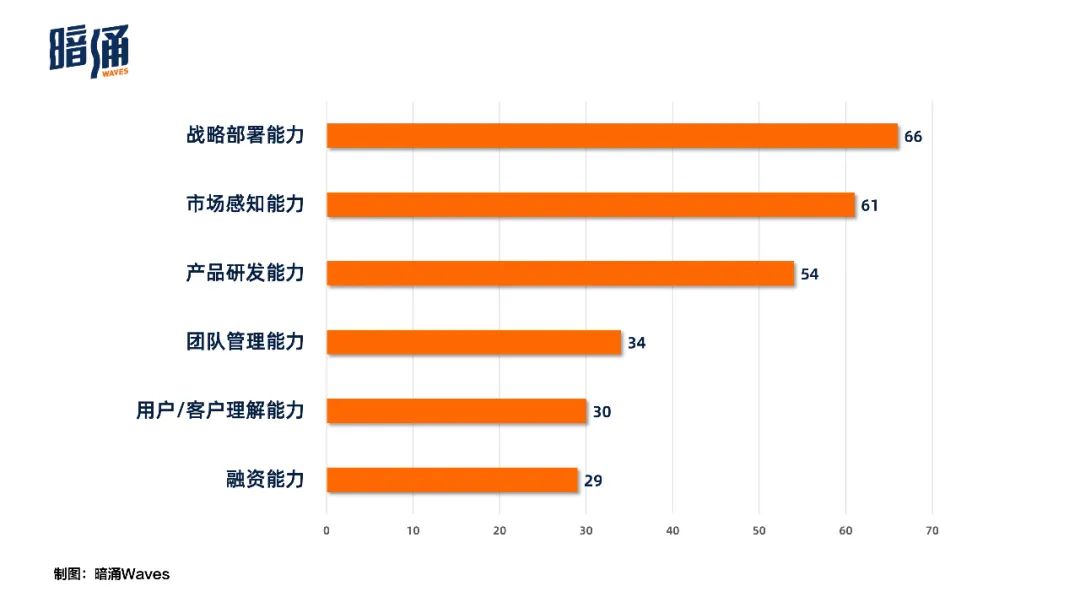 暗涌
WAVES
战略部署能力 66
市场感知能力 61
产品研发能力 54
团队管理能力 34
用户/客户理解能力 30
融资能力 29
0 10 20 30 40 50 60 70
制图：暗涌Waves